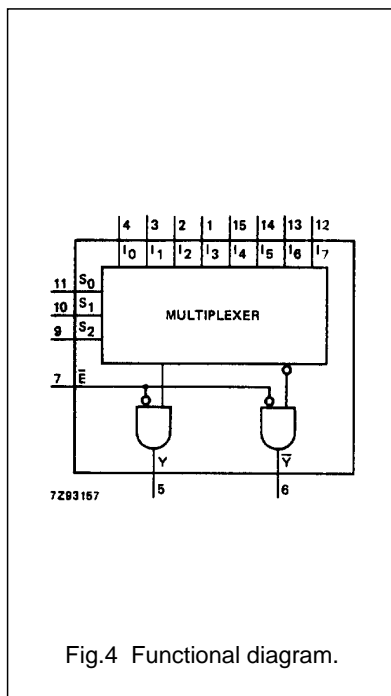 4 3 2 1 15 14 13 12
I0 I1 I2 I3 I4 I5 I6 I7
11 S0
10 S1
9 S2
MULTIPLEXER
7 E̅
Y Y̅
7Z93157
5 6
Fig.4 Functional diagram.